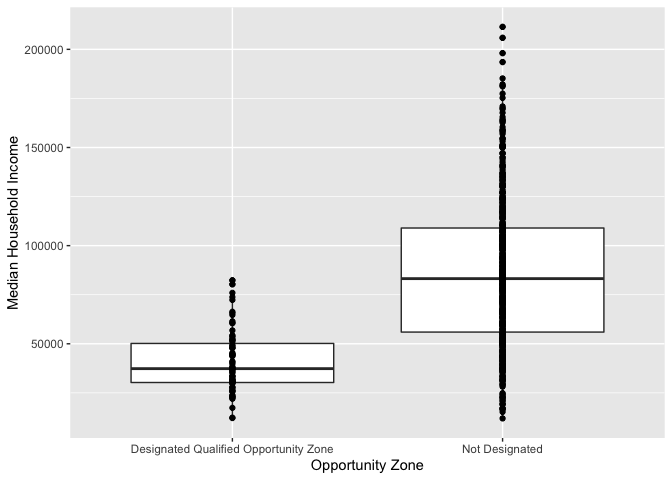 200000
150000
100000
50000
Median Household Income
Designated Qualified Opportunity Zone
Not Designated
Opportunity Zone